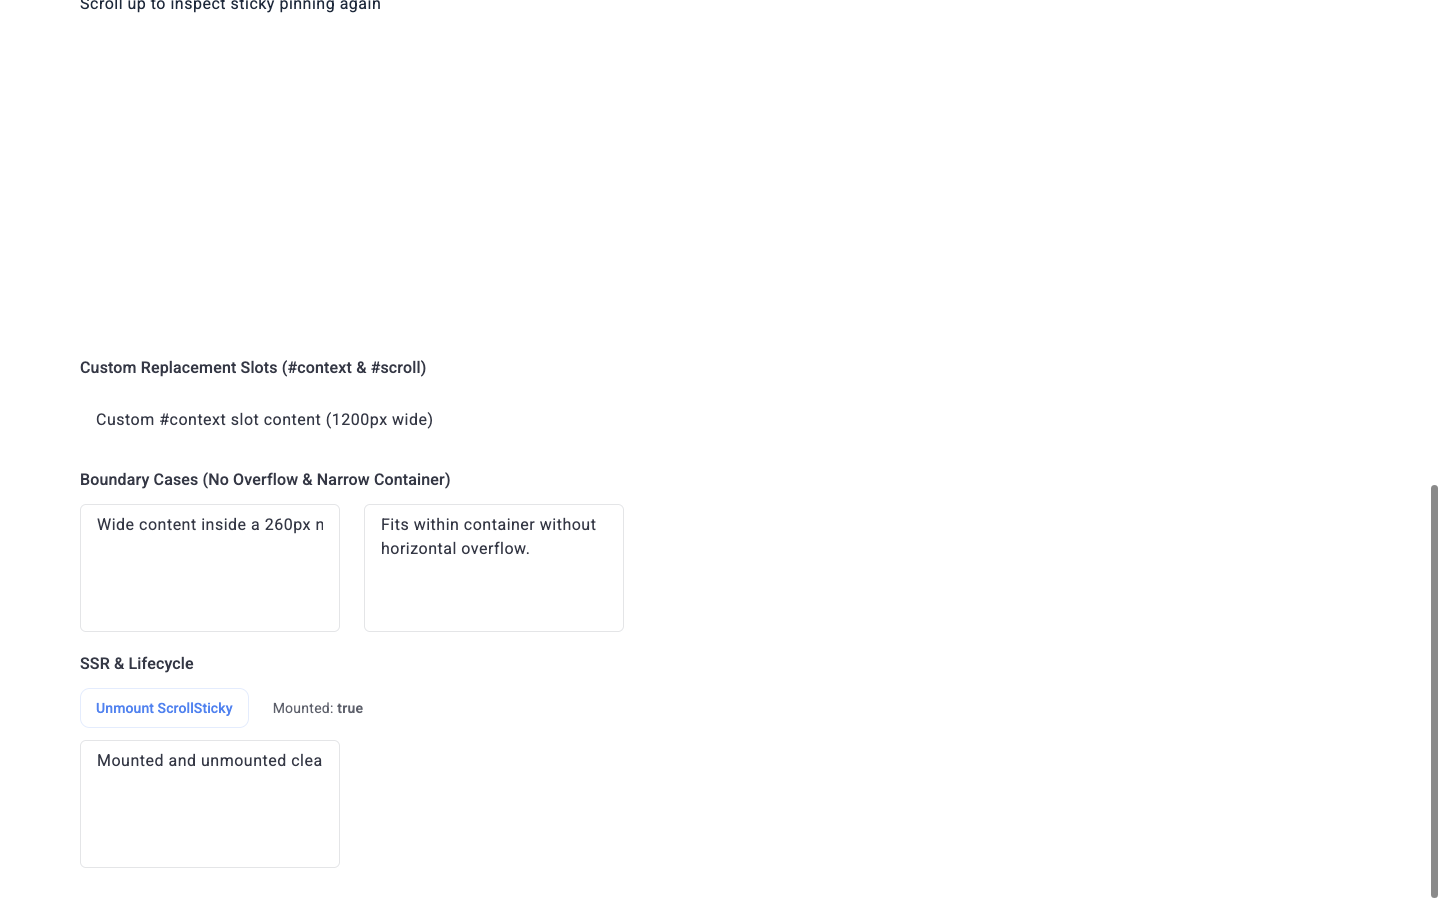 Scroll up to inspect sticky pinning again
Custom Replacement Slots (#context & #scroll)
Custom #context slot content (1200px wide)
Boundary Cases (No Overflow & Narrow Container)
Wide content inside a 260px
Fits within container without
horizontal overflow.
SSR & Lifecycle
Unmount ScrollSticky
Mounted: true
Mounted and unmounted clea